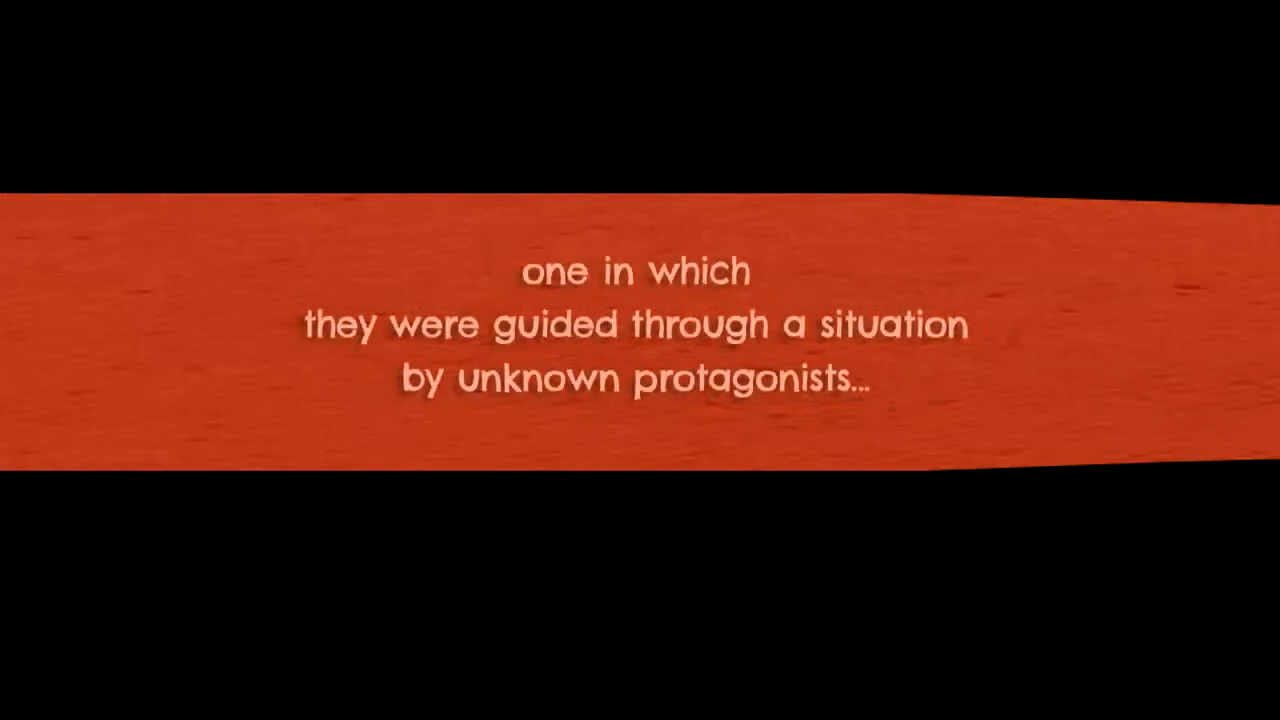 one in which
they were guided through a situation
by unknown protagonists...